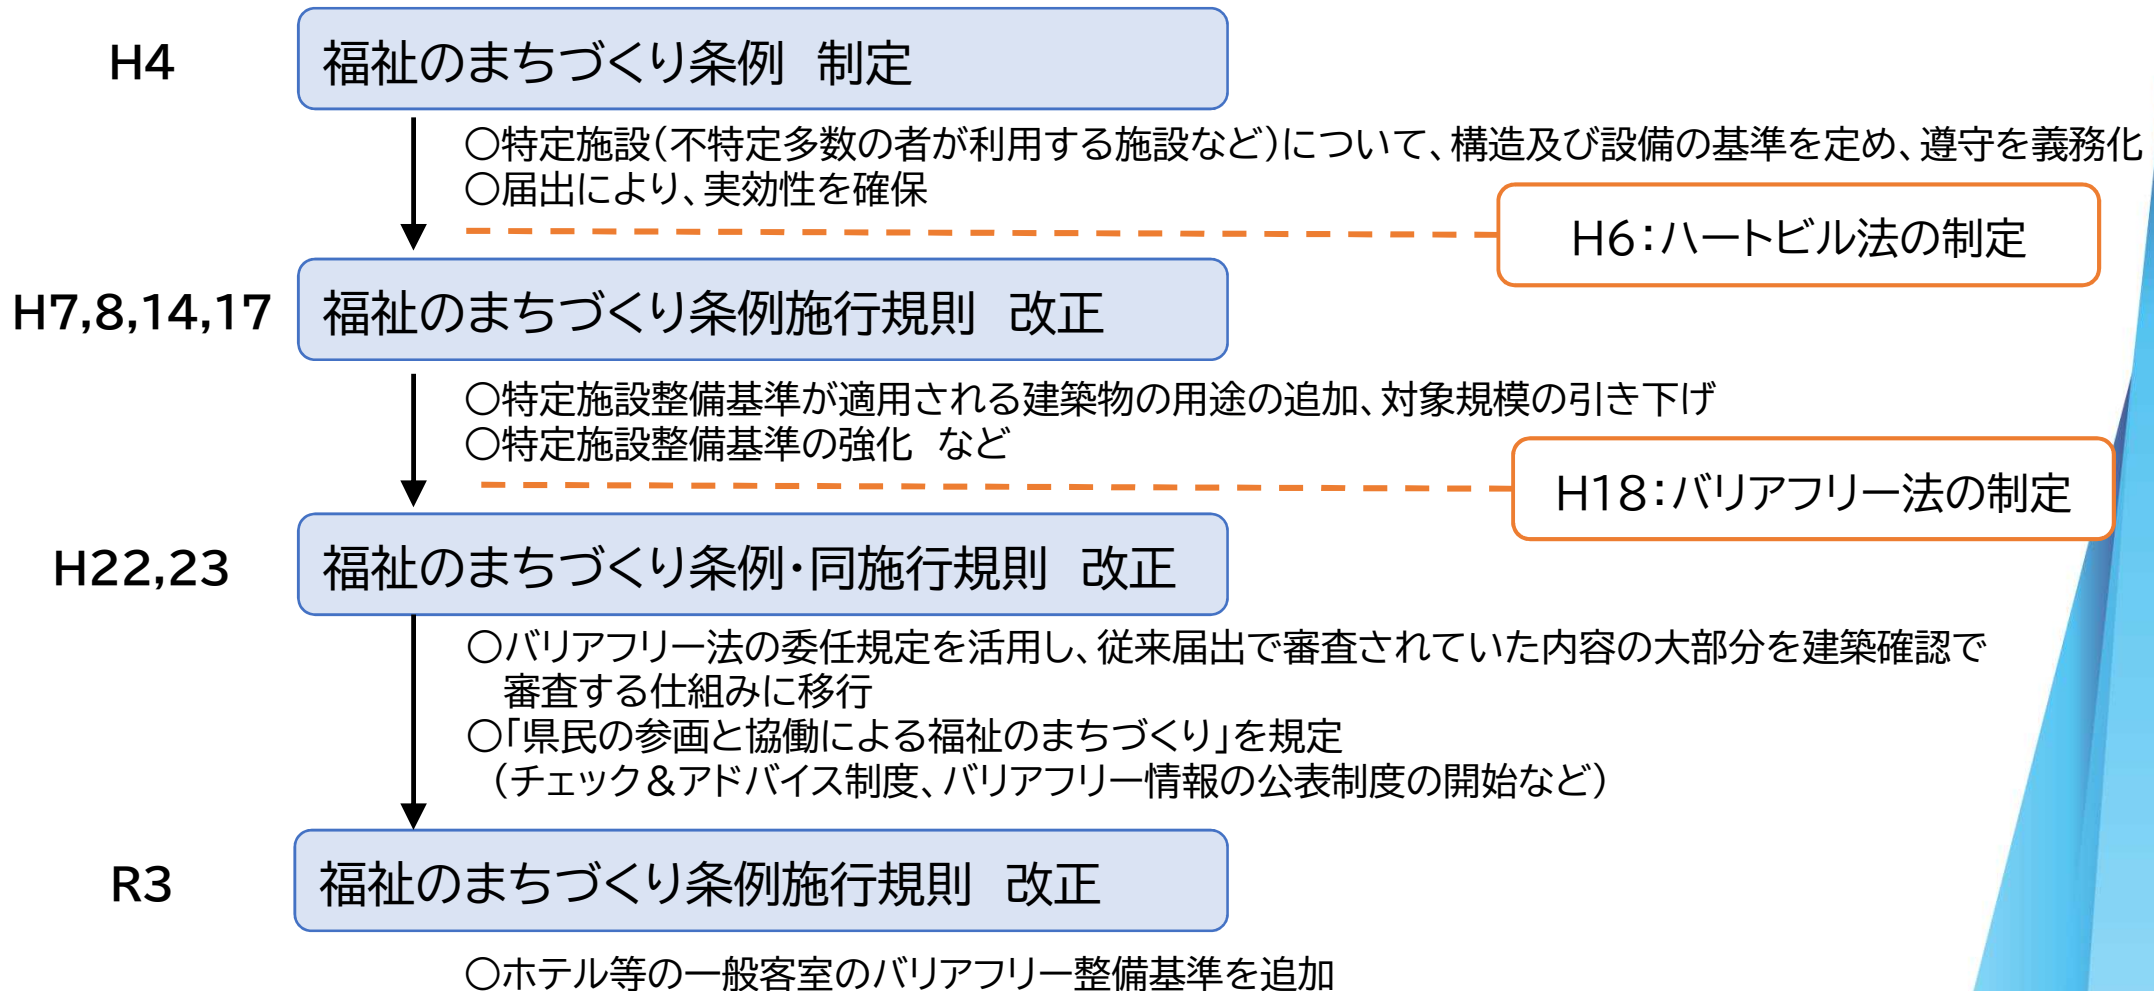 H4
福祉のまちづくり条例　制定
○特定施設(不特定多数の者が利用する施設など)について、構造及び設備の基準を定め、遵守を義務化
○届出により、実効性を確保
H6:ハートビル法の制定
H7,8,14,17
福祉のまちづくり条例施行規則　改正
○特定施設整備基準が適用される建築物の用途の追加、対象規模の引き下げ
○特定施設整備基準の強化　など
H18:バリアフリー法の制定
H22,23
福祉のまちづくり条例・同施行規則　改正
○バリアフリー法の委任規定を活用し、従来届出で審査されていた内容の大部分を建築確認で
審査する仕組みに移行
○「県民の参画と協働による福祉のまちづくり」を規定
(チェック&アドバイス制度、バリアフリー情報の公表制度の開始など)
R3
福祉のまちづくり条例施行規則　改正
○ホテル等の一般客室のバリアフリー整備基準を追加